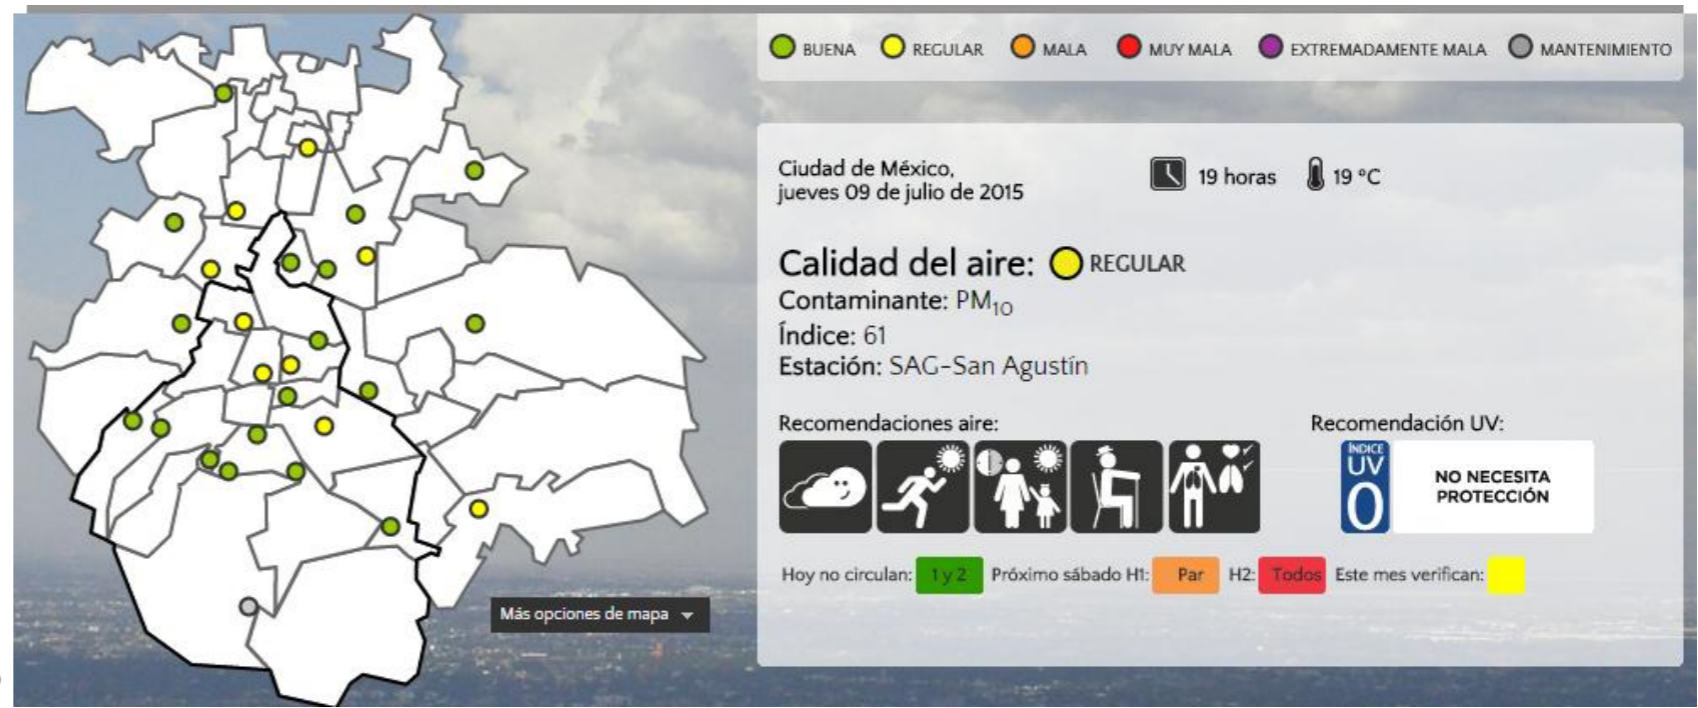 BUENA REGULAR MALA MUY MALA EXTREMADAMENTE MALA MANTENIMIENTO
Ciudad de México,
jueves 09 de julio de 2015
19 horas 19 °C
Calidad del aire: REGULAR
Contaminante: PM10
Índice: 61
Estación: SAG-San Agustín
Recomendaciones aire:
Recomendación UV:
ÍNDICE
UV
0
NO NECESITA
PROTECCIÓN
Hoy no circulan: 1 y 2 Próximo sábado H1: Par H2: Todos Este mes verifican:
Más opciones de mapa